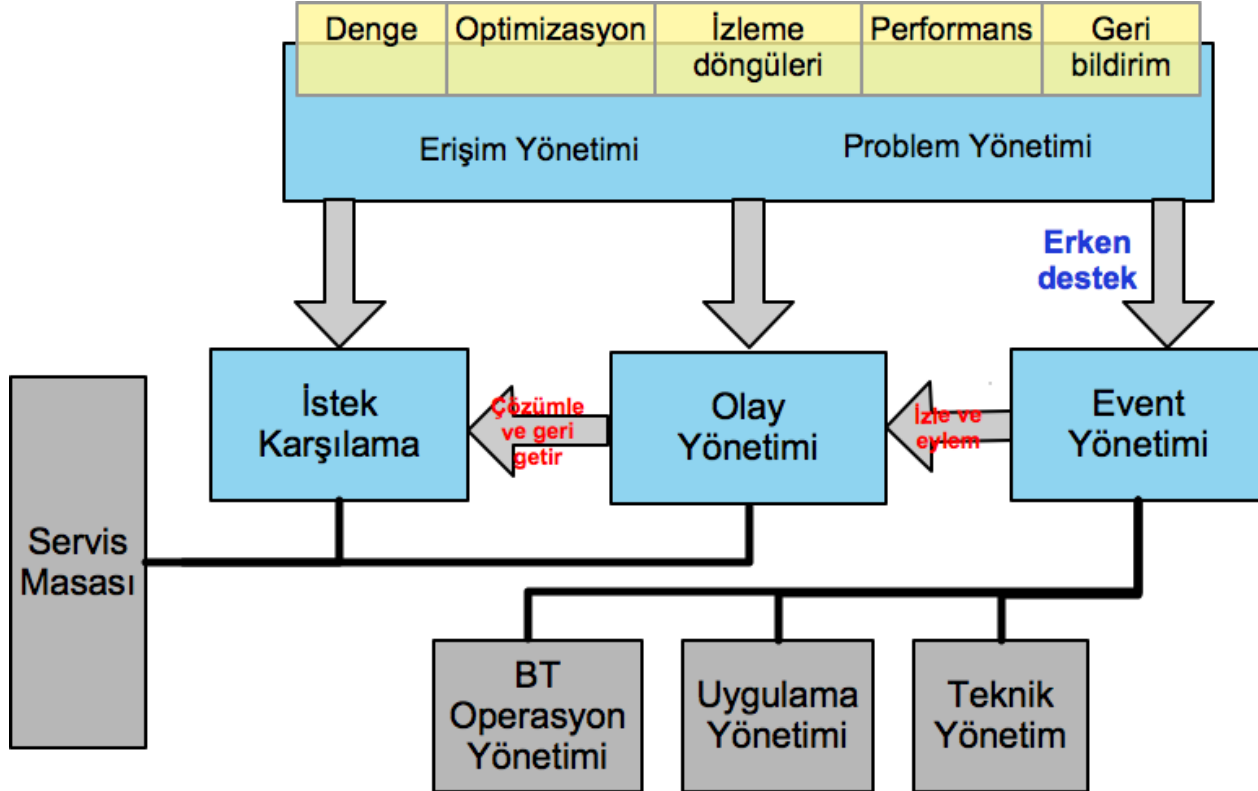 Denge
Optimizasyon
İzleme
döngüleri
Performans
Geri
bildirim
Erişim Yönetimi
Problem Yönetimi
Erken
destek
İstek
Karşılama
Çözümle
ve geri
getir
Olay
Yönetimi
İzle ve
eylem
Event
Yönetimi
Servis
Masası
BT
Operasyon
Yönetimi
Uygulama
Yönetimi
Teknik
Yönetim